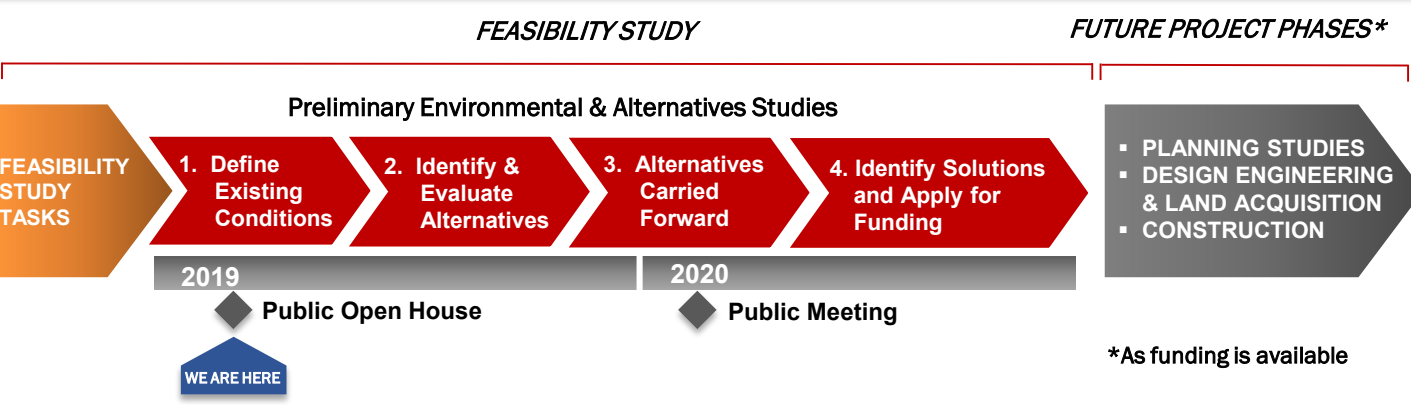 FEASIBILITY STUDY
FUTURE PROJECT PHASES*
Preliminary Environmental & Alternatives Studies
FEASIBILITY
STUDY
TASKS
1. Define
Existing
Conditions
2. Identify &
Evaluate
Alternatives
3. Alternatives
Carried
Forward
4. Identify Solutions
and Apply for
Funding
▪ PLANNING STUDIES
▪ DESIGN ENGINEERING
& LAND ACQUISITION
▪ CONSTRUCTION
2019
2020
Public Open House
Public Meeting
WE ARE HERE
*As funding is available